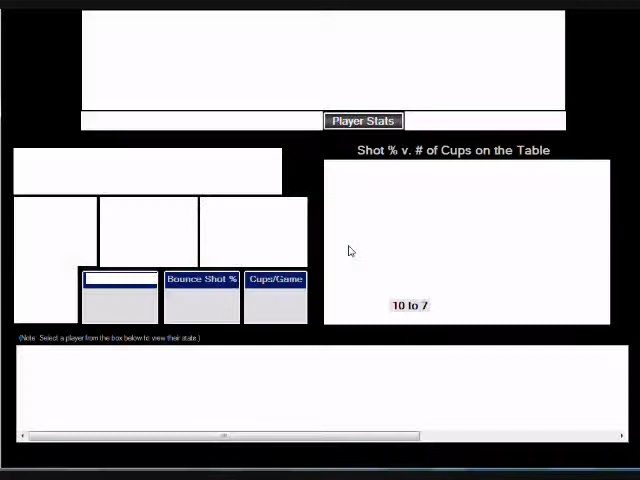 Player Stats
Shot % v. # of Cups on the Table
Bounce Shot % Cups/Game
10 to 7
(Note: Select a player from the box below to view their stats.)